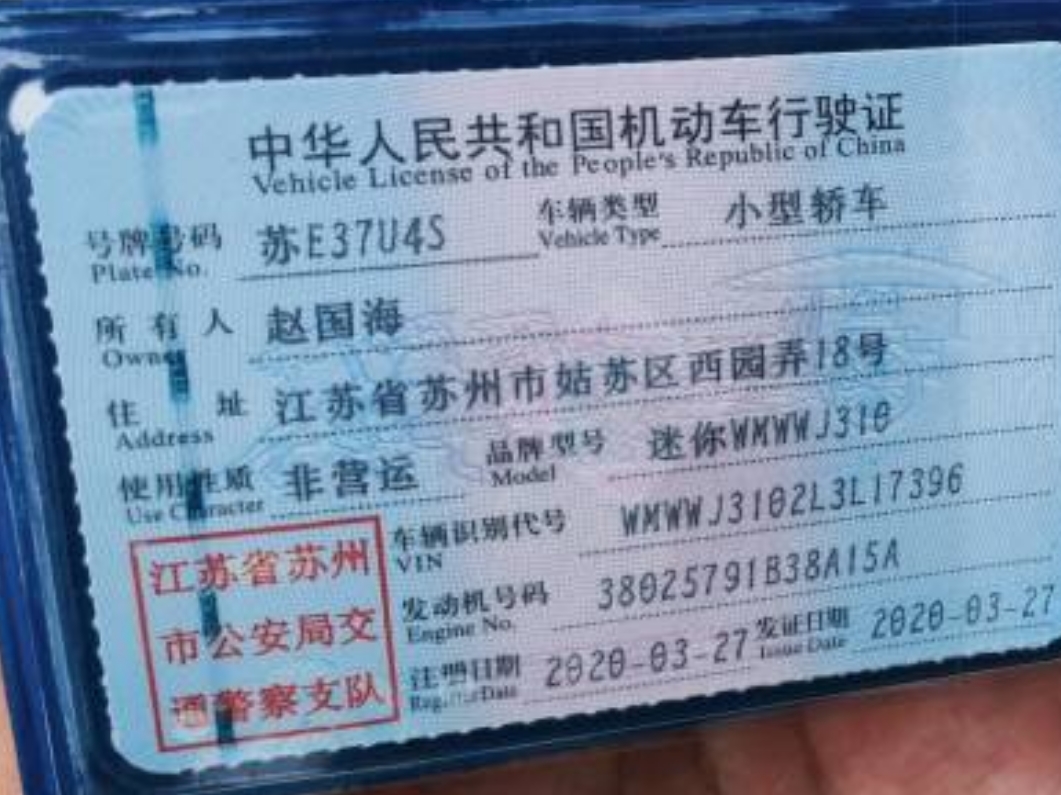 中华人民共和国机动车行驶证
Vehicle License of the People's Republic of China
号牌号码 苏E37U4S 车辆类型 小型轿车
Plate No. Vehicle Type
所有人 赵国海
Owner
住址 江苏省苏州市姑苏区西园弄18号
Address
使用性质 非营运 品牌型号 迷你WMWWJ310
Use Character Model
江苏省苏州 车辆识别代号 WMWWJ3102L3L17396
VIN
市公安局交 发动机号码 38025791B38A15A
Engine No.
通警察支队 注册日期 2020-03-27 发证日期 2020-03-27
Register Date Issue Date